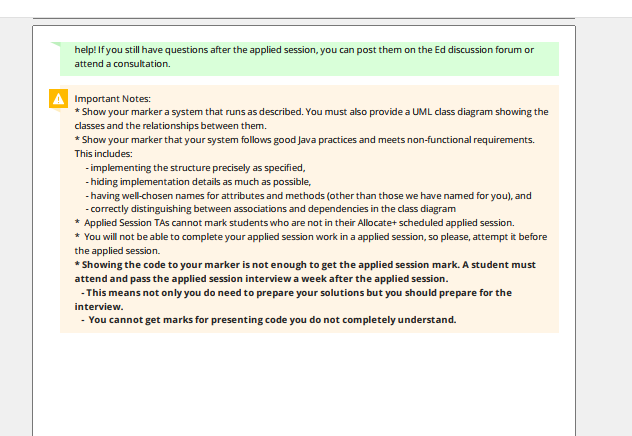 help! If you still have questions after the applied session, you can post them on the Ed discussion forum or
attend a consultation.
Important Notes:
* Show your marker a system that runs as described. You must also provide a UML class diagram showing the
classes and the relationships between them.
* Show your marker that your system follows good Java practices and meets non-functional requirements.
This includes:
- implementing the structure precisely as specified,
- hiding implementation details as much as possible,
- having well-chosen names for attributes and methods (other than those we have named for you), and
- correctly distinguishing between associations and dependencies in the class diagram
* Applied Session TAs cannot mark students who are not in their Allocate+ scheduled applied session.
* You will not be able to complete your applied session work in a applied session, so please, attempt it before
the applied session.
* Showing the code to your marker is not enough to get the applied session mark. A student must
attend and pass the applied session interview a week after the applied session.
- This means not only you do need to prepare your solutions but you should prepare for the
interview.
- You cannot get marks for presenting code you do not completely understand.